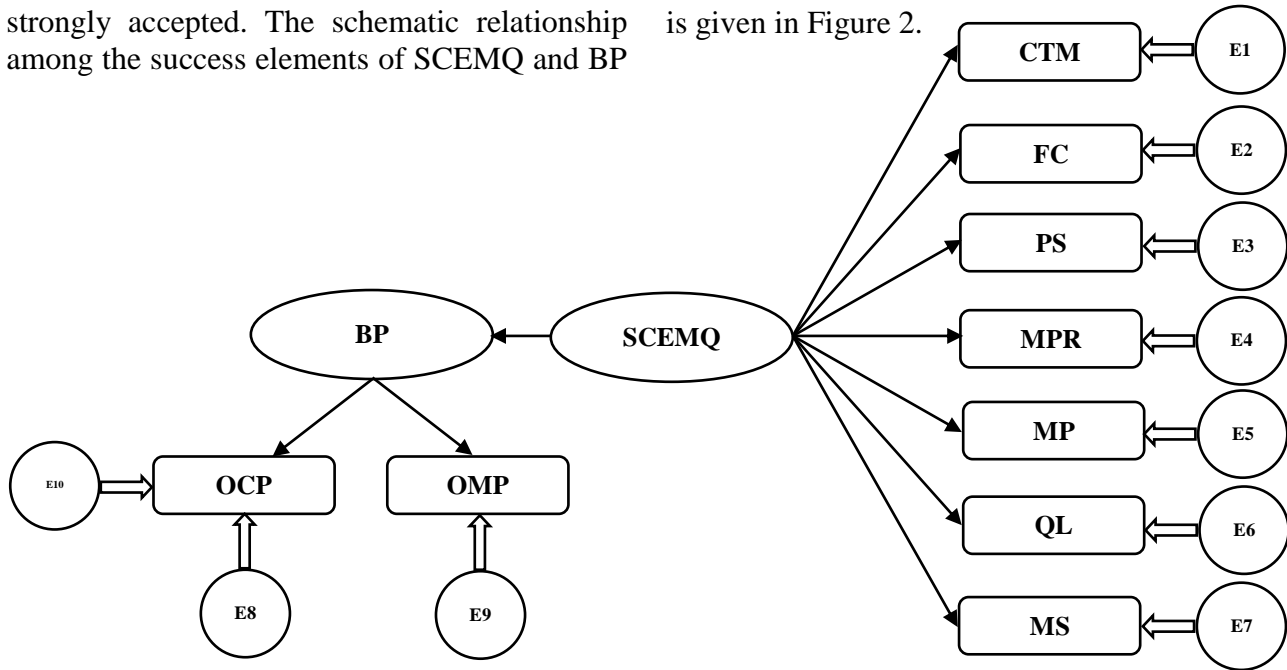 strongly accepted. The schematic relationship
among the success elements of SCEMQ and BP
is given in Figure 2.
CTM
E1
FC
E2
PS
E3
BP
SCEMQ
MPR
E4
MP
E5
E10
OCP
OMP
QL
E6
E8
E9
MS
E7